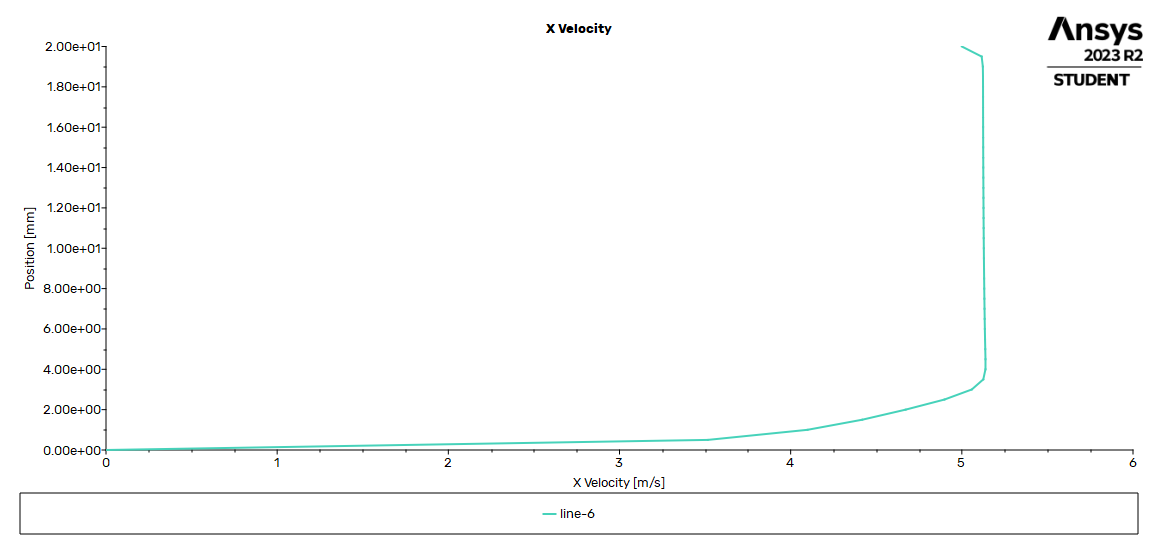 X Velocity
Ansys
2023 R2
STUDENT
2.00e+01
1.80e+01
1.60e+01
1.40e+01
1.20e+01
1.00e+01
8.00e+00
6.00e+00
4.00e+00
2.00e+00
0.00e+00
Position [mm]
0 1 2 3 4 5 6
X Velocity [m/s]
line-6